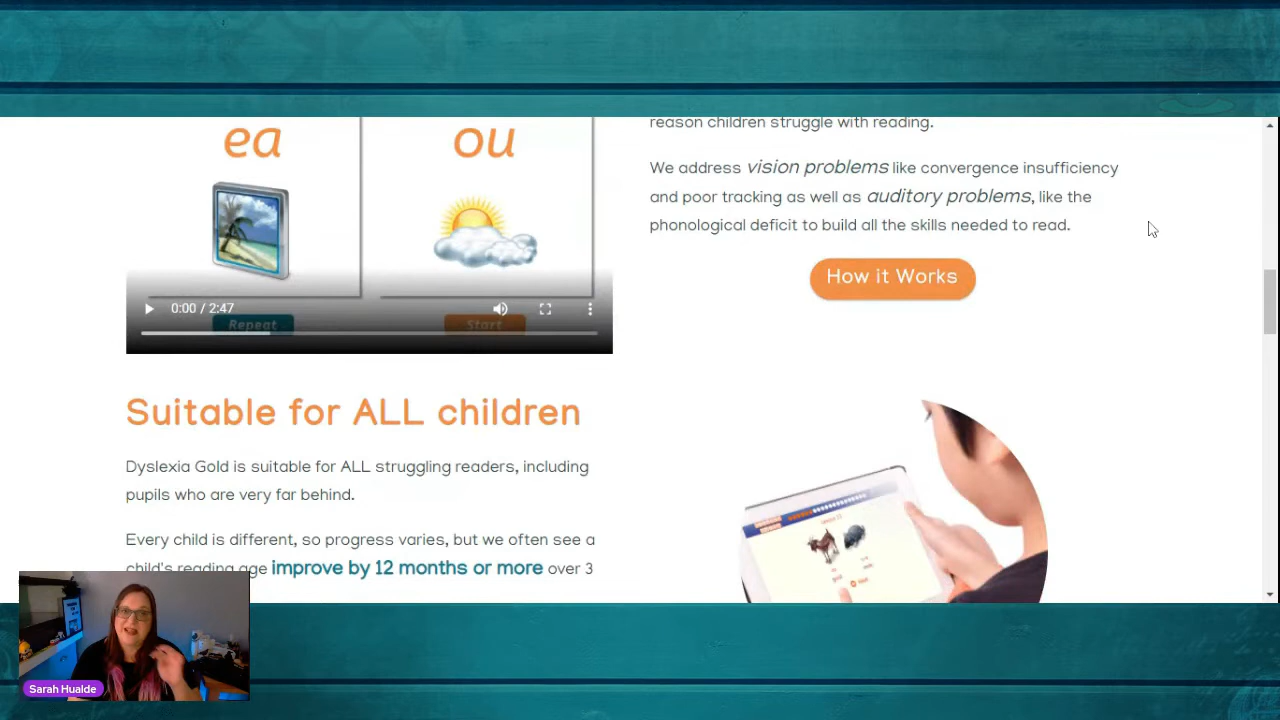 ea
ou
0:00 / 2:47
Repeat
Start
reason children struggle with reading.
We address vision problems like convergence insufficiency
and poor tracking as well as auditory problems, like the
phonological deficit to build all the skills needed to read.
How it Works
Suitable for ALL children
Dyslexia Gold is suitable for ALL struggling readers, including
pupils who are very far behind.
Every child is different, so progress varies, but we often see a
child's reading age improve by 12 months or more over 3
Sarah Hualde